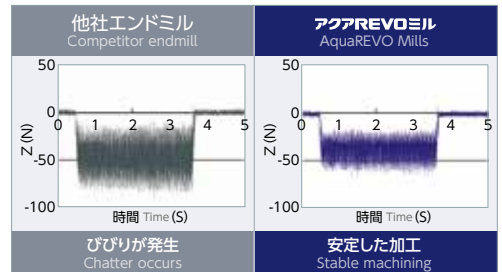 他社エンドミル
Competitor endmill
アクアREVOミル
AquaREVO Mills
50
0
-50
-100
Z (N)
0 1 2 3 4 5
時間 Time (S)
50
0
-50
-100
Z (N)
0 1 2 3 4 5
時間 Time (S)
びびりが発生
Chatter occurs
安定した加工
Stable machining